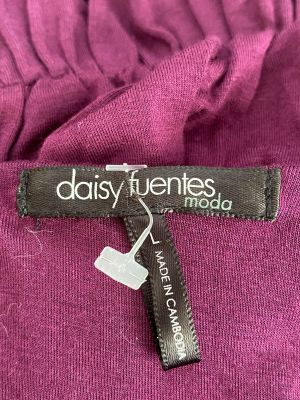 daisy fuentes
moda
L
MADE IN CAMBODIA